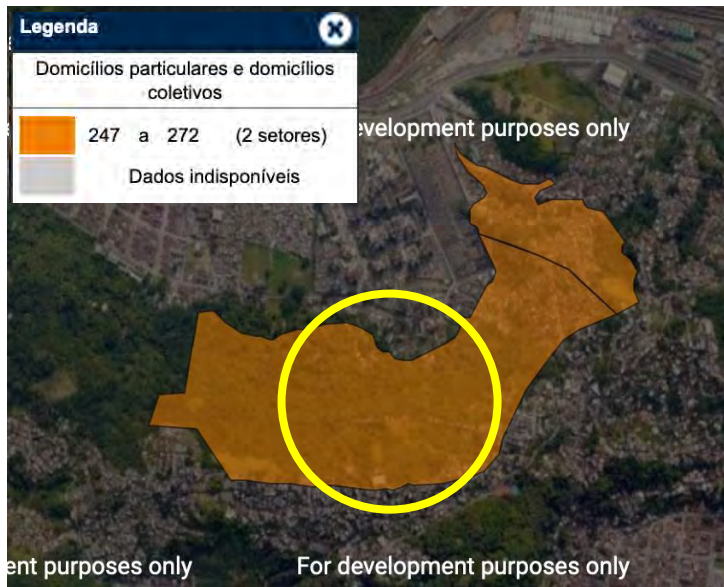 Legenda
Domicílios particulares e domicílios
coletivos
247 a 272 (2 setores)
Dados indisponíveis
evelopment purposes only
ent purposes only
For development purposes only